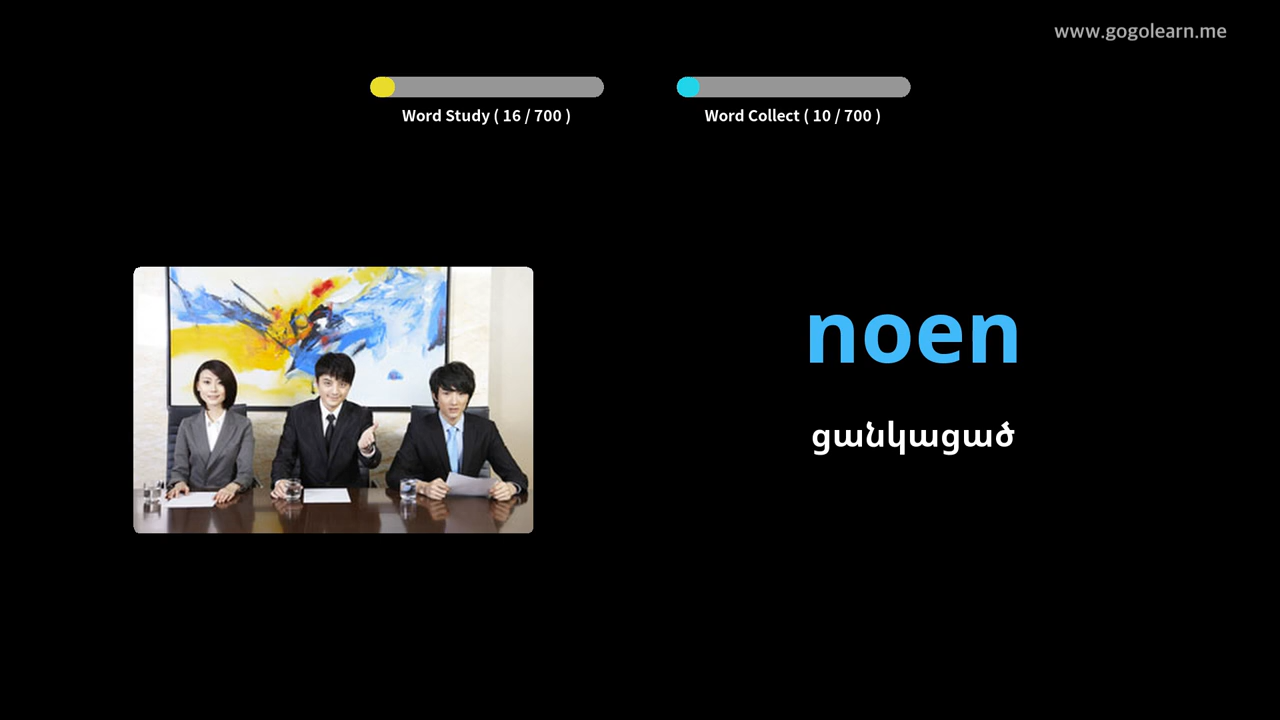 www.gogolearn.me
Word Study ( 16 / 700 )
Word Collect ( 10 / 700 )
noen
ցանկացած